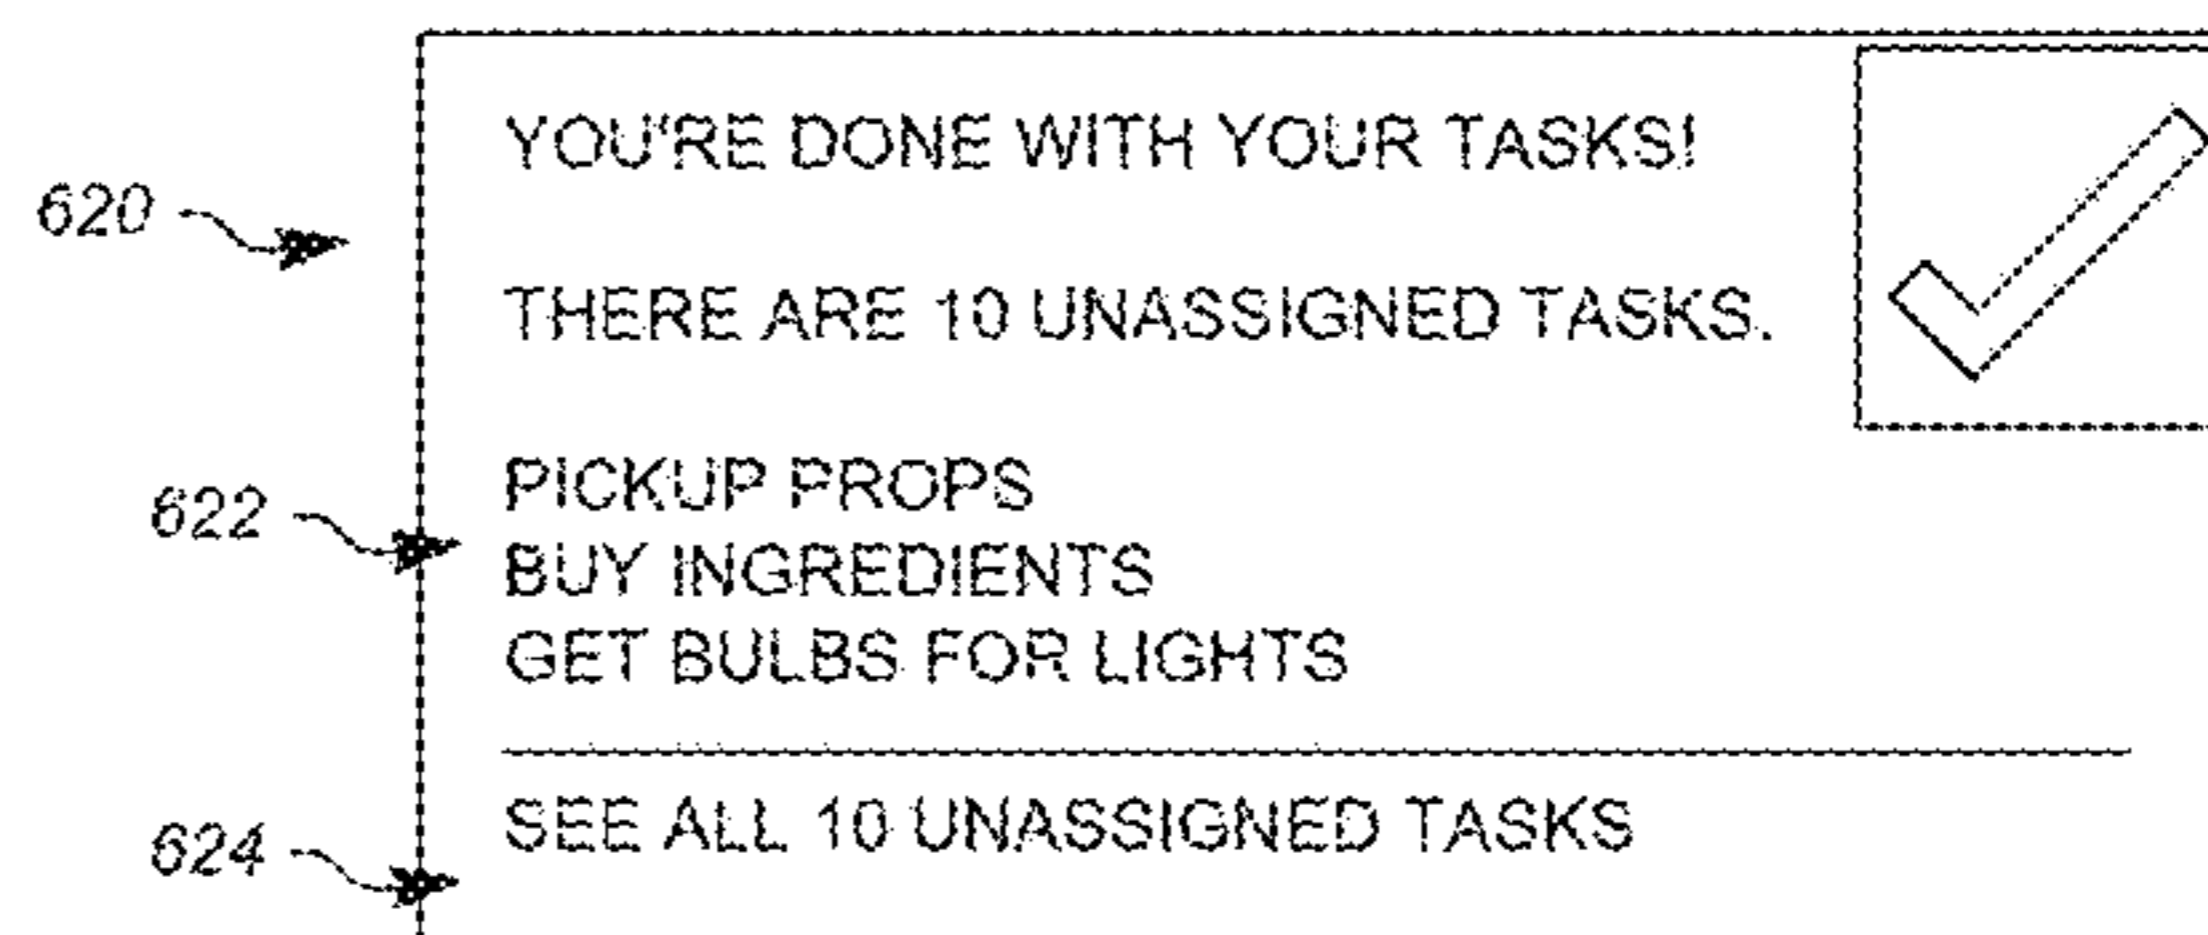 YOU'RE DONE WITH YOUR TASKS!
620
THERE ARE 10 UNASSIGNED TASKS.
PICKUP PROPS
622
BUY INGREDIENTS
GET BULBS FOR LIGHTS
SEE ALL 10 UNASSIGNED TASKS
624